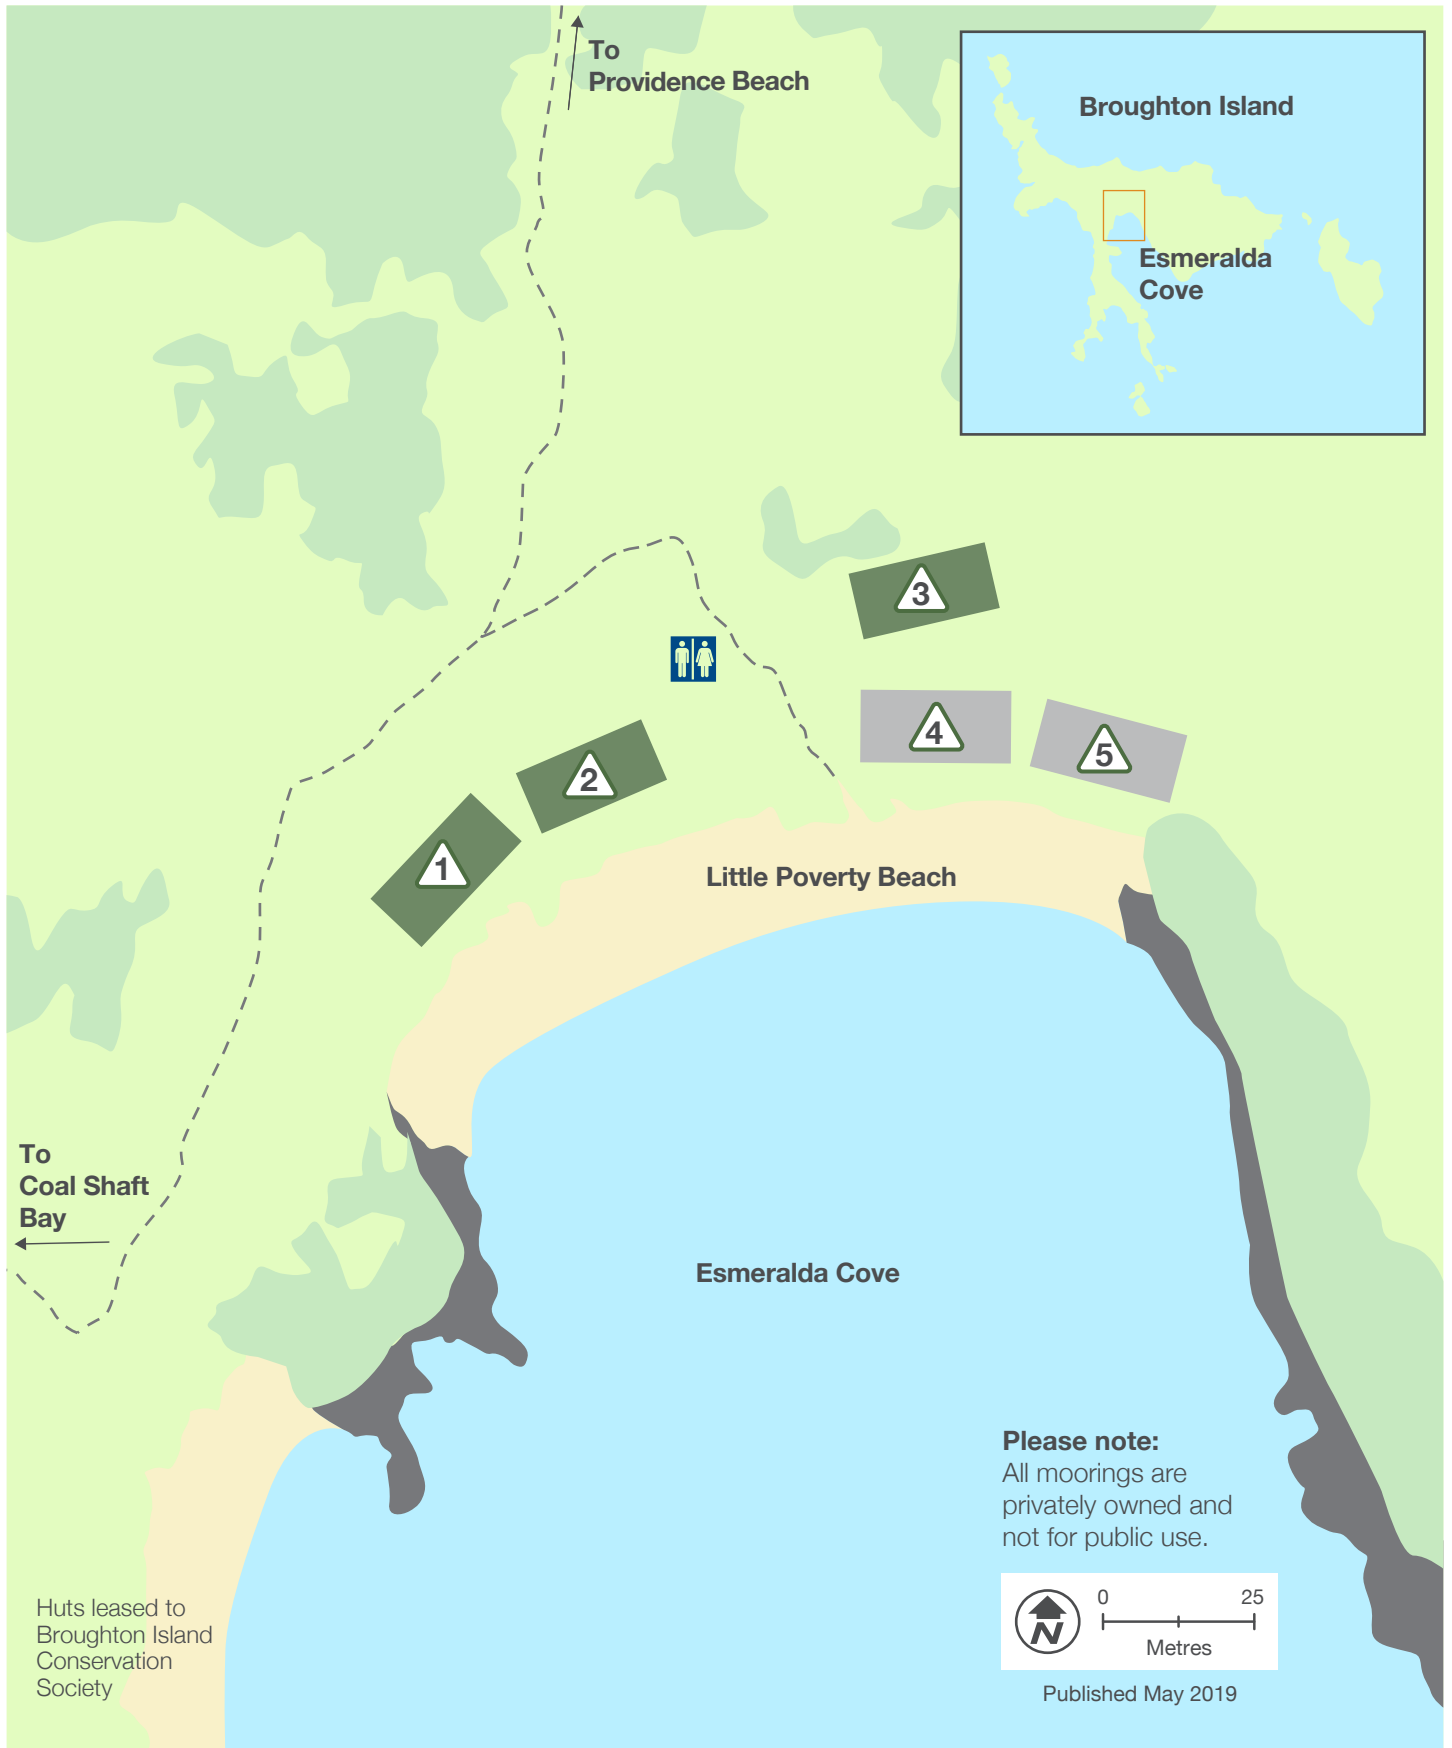 To
Providence Beach
Broughton Island
Esmeralda
Cove
3
4
5
2
1
Little Poverty Beach
To
Coal Shaft
Bay
Esmeralda Cove
Please note:
All moorings are
privately owned and
not for public use.
N
0 25
Metres
Published May 2019
Huts leased to
Broughton Island
Conservation
Society